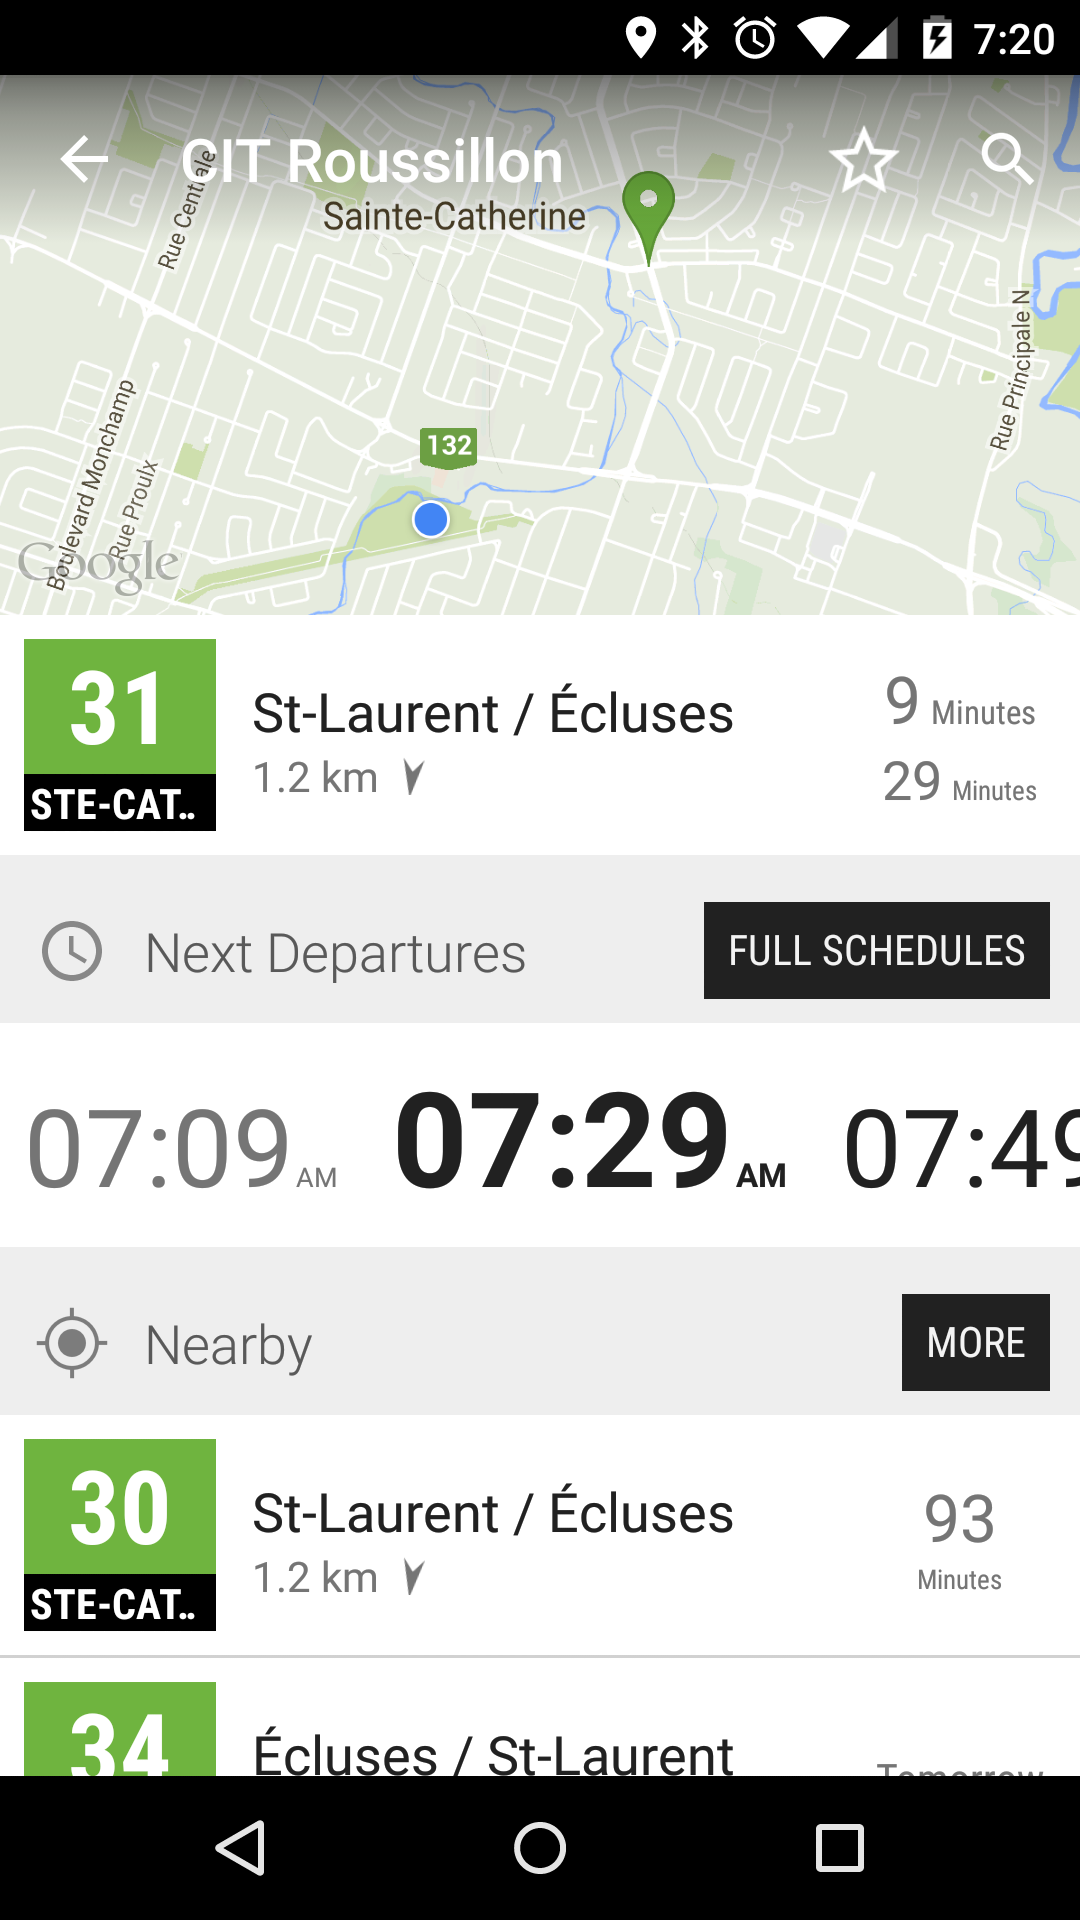 7:20
CIT Roussillon
Rue Centrale
Sainte-Catherine
Rue Principale N
Boulevard Monchamp
Rue Proulx
132
Google
31
STE-CAT..
St-Laurent / Écluses
1.2 km
9 Minutes
29 Minutes
Next Departures
FULL SCHEDULES
07:09 AM
07:29 AM
07:49
Nearby
MORE
30
STE-CAT..
St-Laurent / Écluses
1.2 km
93
Minutes
34
Écluses / St-Laurent
Tomorrow